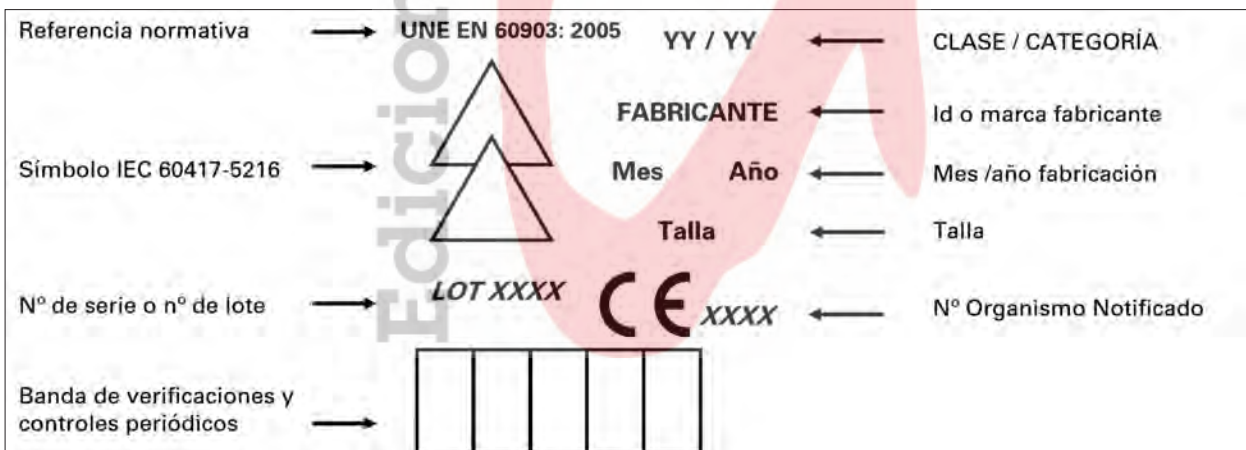 Referencia normativa
UNE EN 60903: 2005
YY / YY
CLASE / CATEGORÍA
FABRICANTE
Id o marca fabricante
Símbolo IEC 60417-5216
Mes Año
Mes /año fabricación
Talla
Talla
Nº de serie o nº de lote
LOT XXXX
CE
XXXX
Nº Organismo Notificado
Banda de verificaciones y
controles periódicos
Edicion